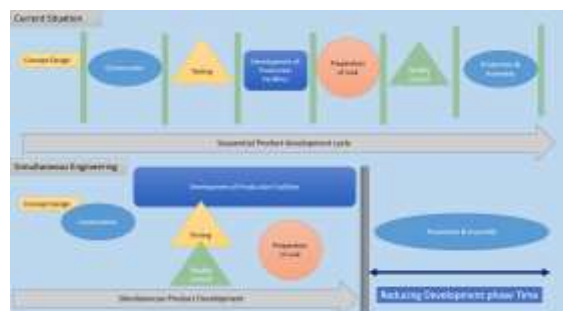 Current Situation
Concept Design
Construction
Testing
Development of
Production
Facilities
Preparation
of tool
Quality
control
Production &
Assembly
Sequential Product development cycle
Simultaneous Engineering
Development of Production Facilities
Concept Design
Construction
Testing
Preparation
of tool
Quality
control
Production & Assembly
Simultaneous Product Development
Reducing Development phase Time